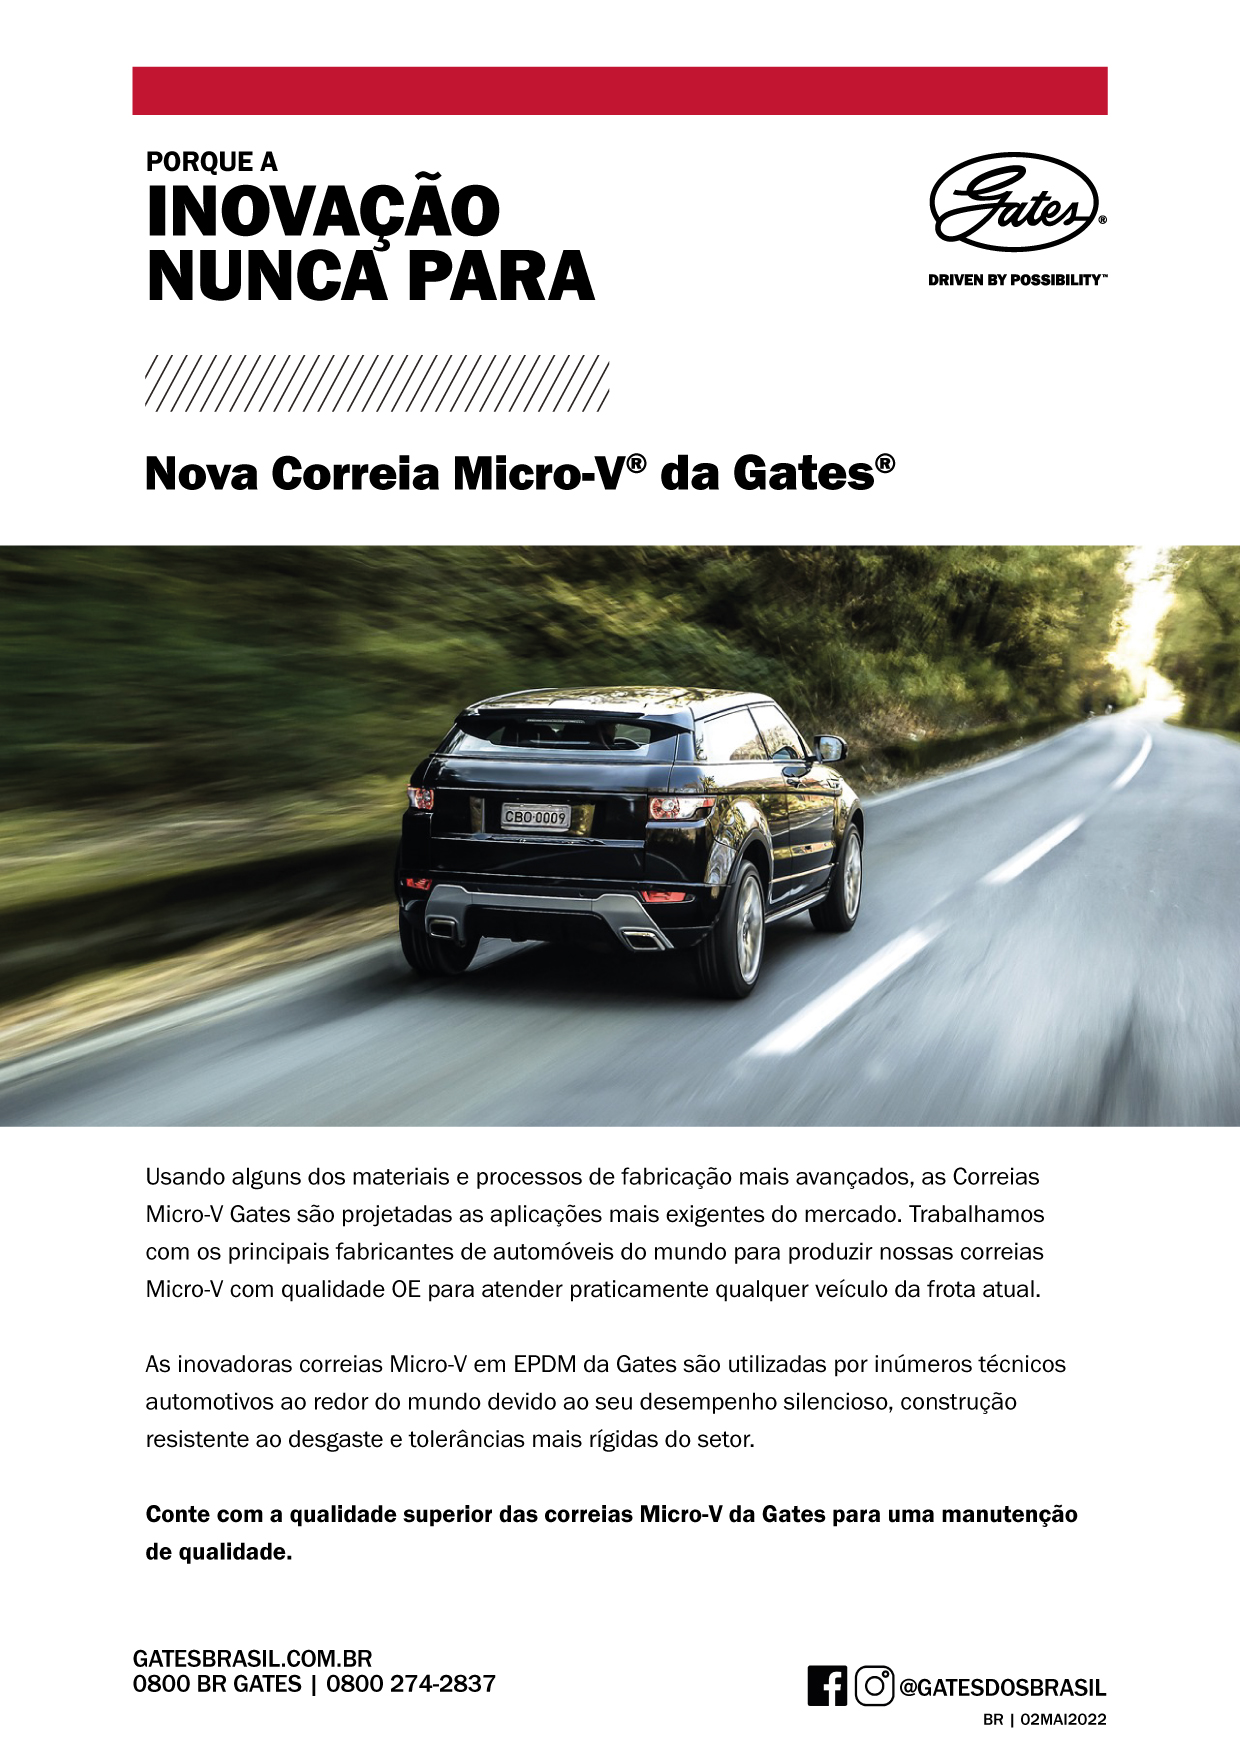 PORQUE A
INOVAÇÃO
NUNCA PARA
Gates®
DRIVEN BY POSSIBILITY™
Nova Correia Micro-V® da Gates®
CBO·0009
Usando alguns dos materiais e processos de fabricação mais avançados, as Correias
Micro-V Gates são projetadas as aplicações mais exigentes do mercado. Trabalhamos
com os principais fabricantes de automóveis do mundo para produzir nossas correias
Micro-V com qualidade OE para atender praticamente qualquer veículo da frota atual.
As inovadoras correias Micro-V em EPDM da Gates são utilizadas por inúmeros técnicos
automotivos ao redor do mundo devido ao seu desempenho silencioso, construção
resistente ao desgaste e tolerâncias mais rígidas do setor.
Conte com a qualidade superior das correias Micro-V da Gates para uma manutenção
de qualidade.
GATESBRASIL.COM.BR
0800 BR GATES | 0800 274-2837
@GATESDOSBRASIL
BR | 02MAI2022